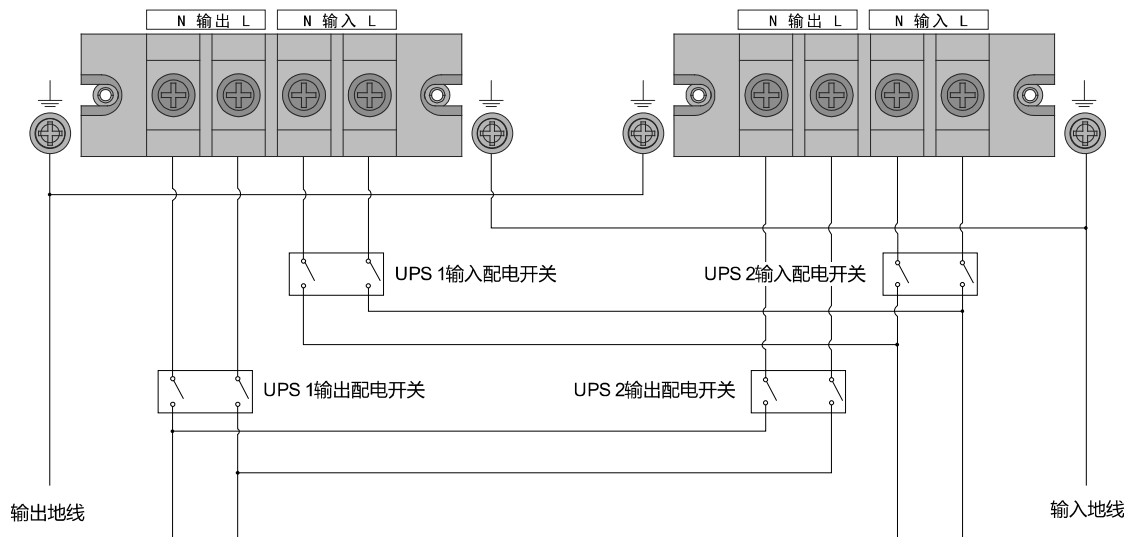 N 输出 L
N 输入 L
N 输出 L
N 输入 L
UPS 1输入配电开关
UPS 2输入配电开关
UPS 1输出配电开关
UPS 2输出配电开关
输出地线
输入地线